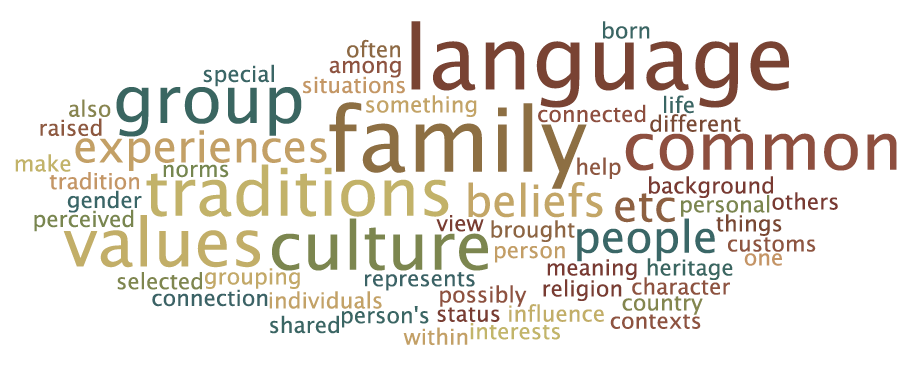 born
language
often
among
special
situations
group
something
also
family
connected
life
raised
different
experiences
common
make
norms
help
tradition
traditions
background
gender
beliefs
etc
personal
others
perceived
view
brought
people
things
values
culture
person
customs
one
selected
grouping
represents
meaning
heritage
connection
individuals
possibly
religion
character
shared
person's
status
influence
country
contexts
within
interests